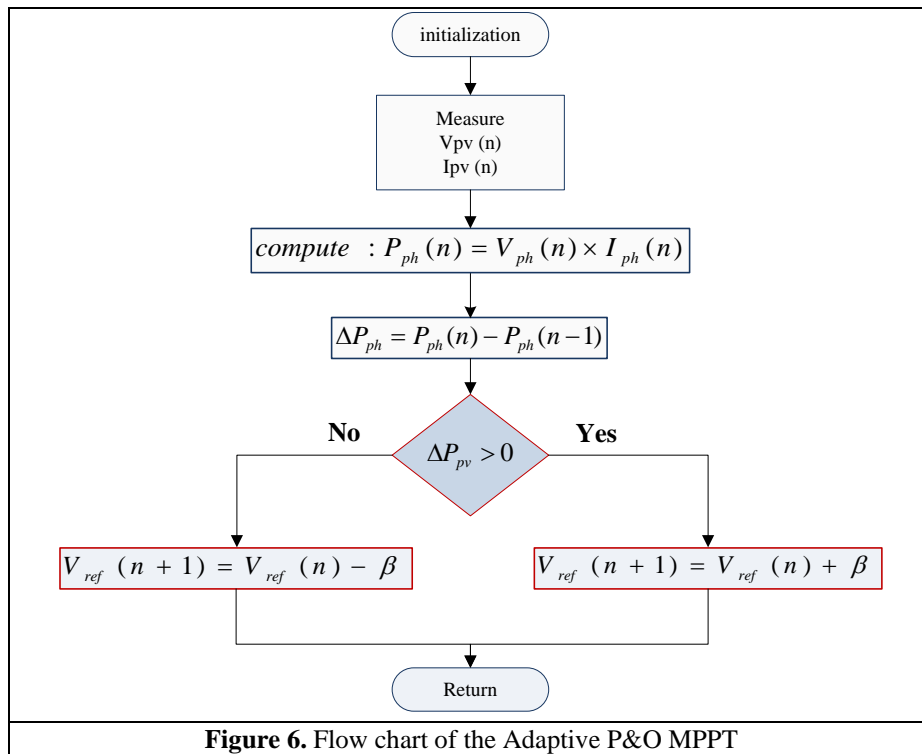 initialization
Measure
Vpv (n)
Ipv (n)
compute : P_ph (n) = V_ph (n) × I_ph (n)
ΔP_ph = P_ph (n) − P_ph (n−1)
No
Yes
ΔP_pv > 0
V_ref (n + 1) = V_ref (n) − β
V_ref (n + 1) = V_ref (n) + β
Return
Figure 6. Flow chart of the Adaptive P&O MPPT